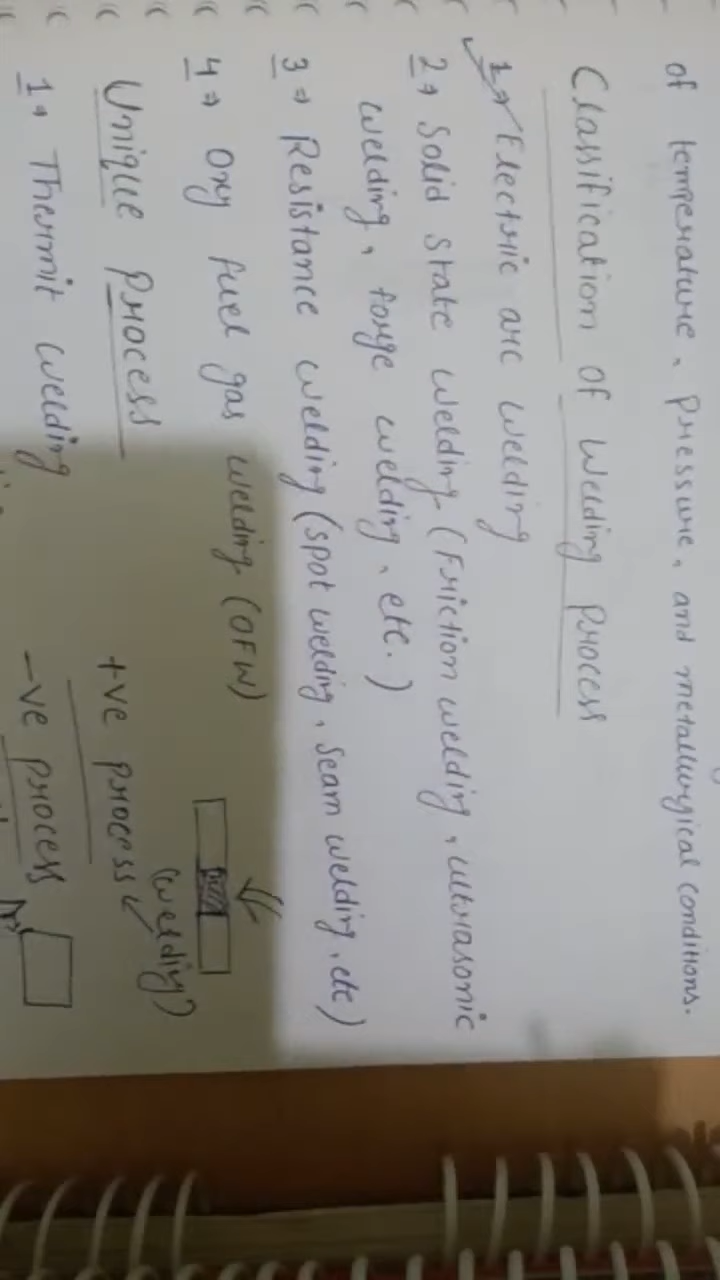 of temperature, pressure, and metallurgical conditions.
Classification of Welding process
1→ Electric arc welding
2→ Solid state welding (Friction welding, ultrasonic
welding, forge welding, etc.)
3⇒ Resistance welding (spot welding, seam welding, etc)
4⇒ Oxy fuel gas welding (OFW)
Unique process
+ve process
(welding)
1→ Thermit welding
-ve process